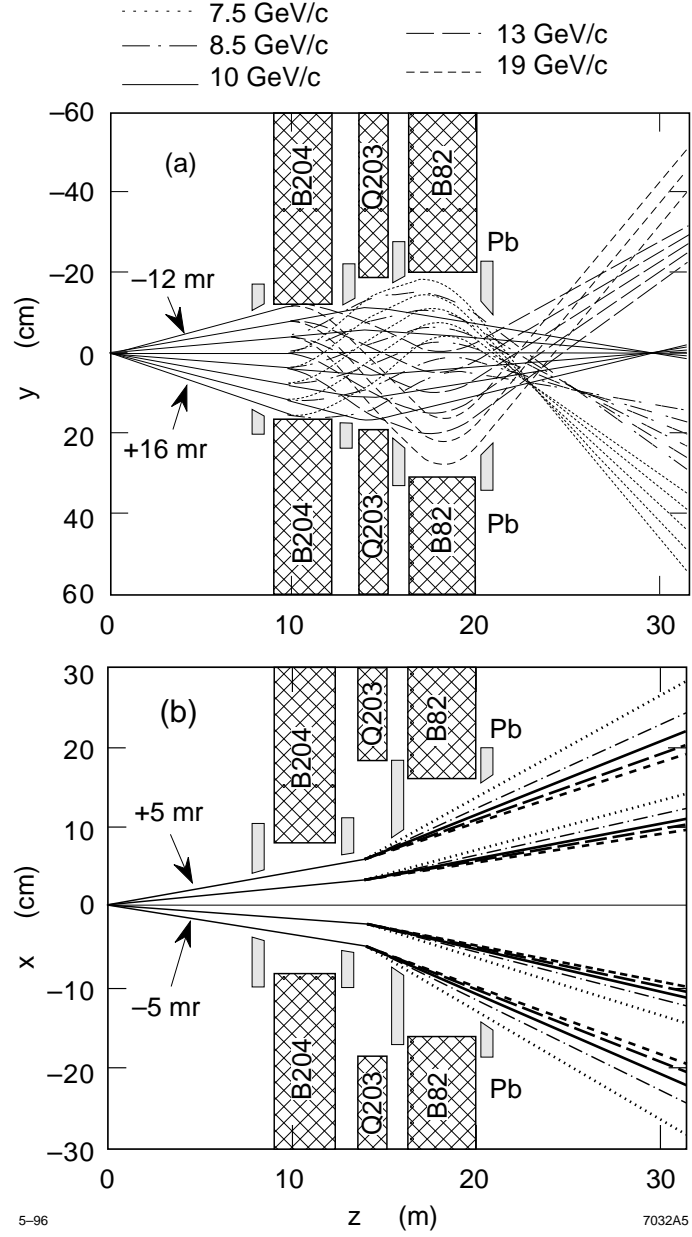 7.5 GeV/c
8.5 GeV/c
10 GeV/c
13 GeV/c
19 GeV/c
(a)
y (cm)
–60
–40
–20
0
20
40
60
B204
Q203
B82
Pb
–12 mr
+16 mr
B204
Q203
B82
Pb
0
10
20
30
(b)
x (cm)
30
20
10
0
–10
–20
–30
B204
Q203
B82
Pb
+5 mr
–5 mr
B204
Q203
B82
Pb
0
10
20
30
5–96
z (m)
7032A5